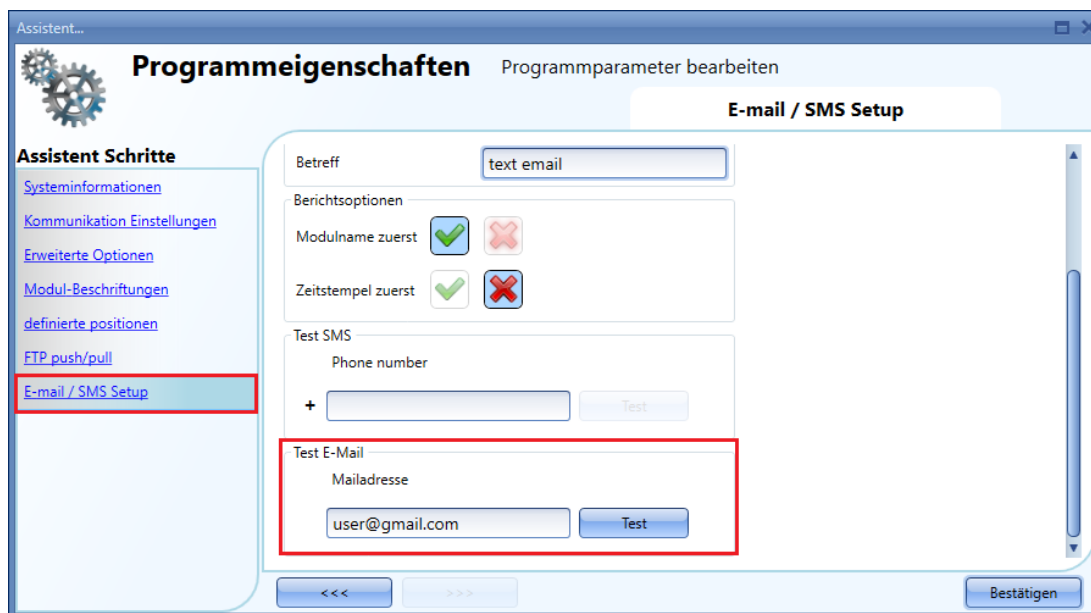 Assistent...
Programmeigenschaften Programmparameter bearbeiten
E-mail / SMS Setup
Assistent Schritte
Systeminformationen
Kommunikation Einstellungen
Erweiterte Optionen
Modul-Beschriftungen
definierte positionen
FTP push/pull
E-mail / SMS Setup
Betreff text email
Berichtsoptionen
Modulname zuerst
Zeitstempel zuerst
Test SMS
Phone number
+ Test
Test E-Mail
Mailadresse
user@gmail.com Test
<<< >>> Bestätigen